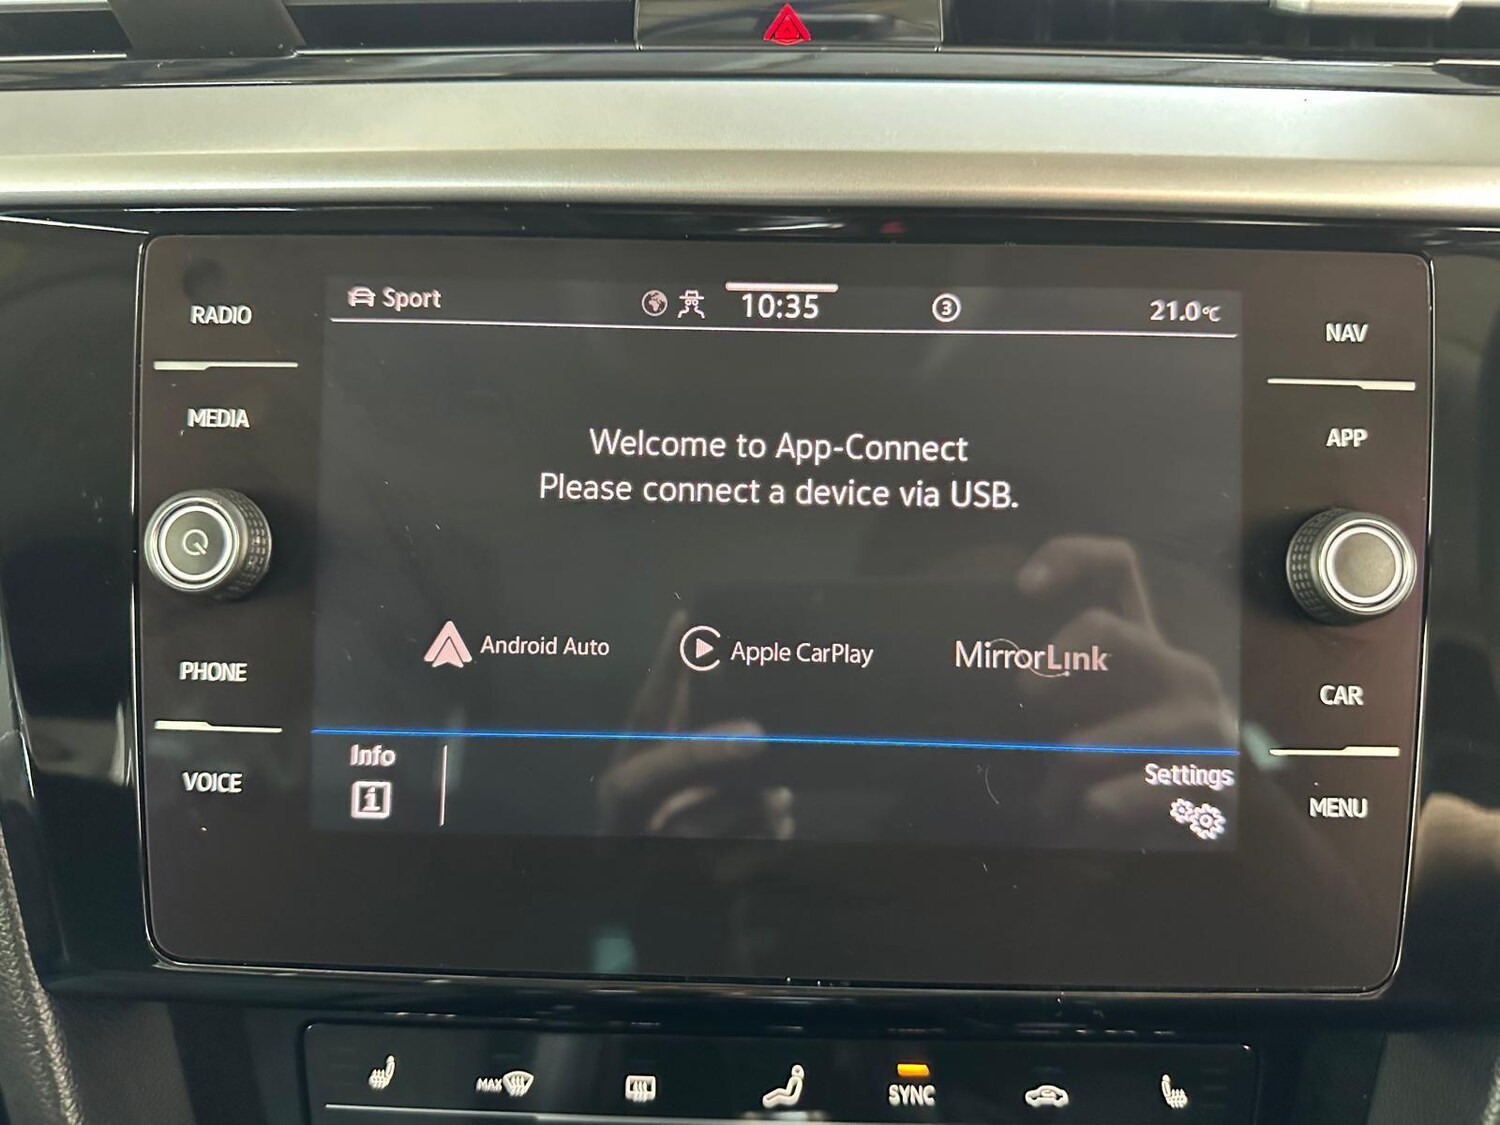 Sport
10:35
3
21.0°C
RADIO
MEDIA
PHONE
VOICE
NAV
APP
CAR
MENU
Welcome to App-Connect
Please connect a device via USB.
Android Auto
Apple CarPlay
MirrorLink
Info
i
Settings
MAX
SYNC